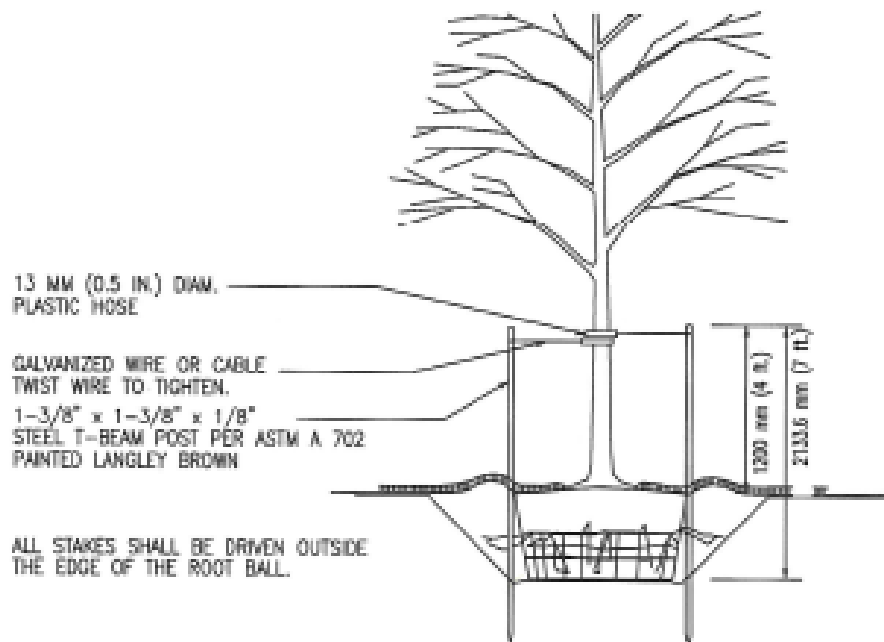 13 MM (0.5 IN.) DIAM.
PLASTIC HOSE
GALVANIZED WIRE OR CABLE
TWIST WIRE TO TIGHTEN.
1-3/8" x 1-3/8" x 1/8"
STEEL T-BEAM POST PER ASTM A 702
PAINTED LANGLEY BROWN
ALL STAKES SHALL BE DRIVEN OUTSIDE
THE EDGE OF THE ROOT BALL.
1200 mm (4 ft.)
2133.6 mm (7 ft.)